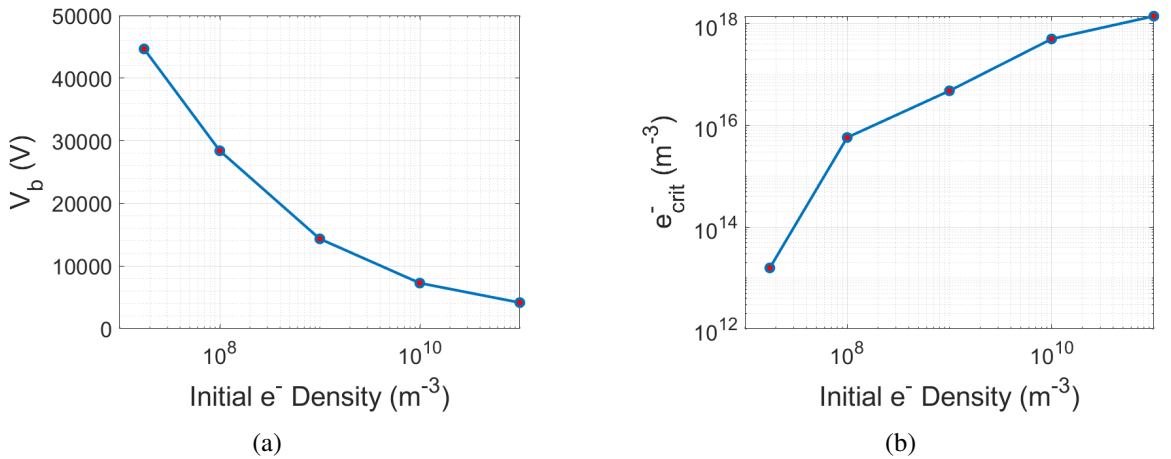 50000
40000
30000
20000
10000
0
V_b (V)
10^8
10^10
Initial e^- Density (m^-3)
(a)
10^18
10^16
10^14
10^12
e^-_crit (m^-3)
10^8
10^10
Initial e^- Density (m^-3)
(b)